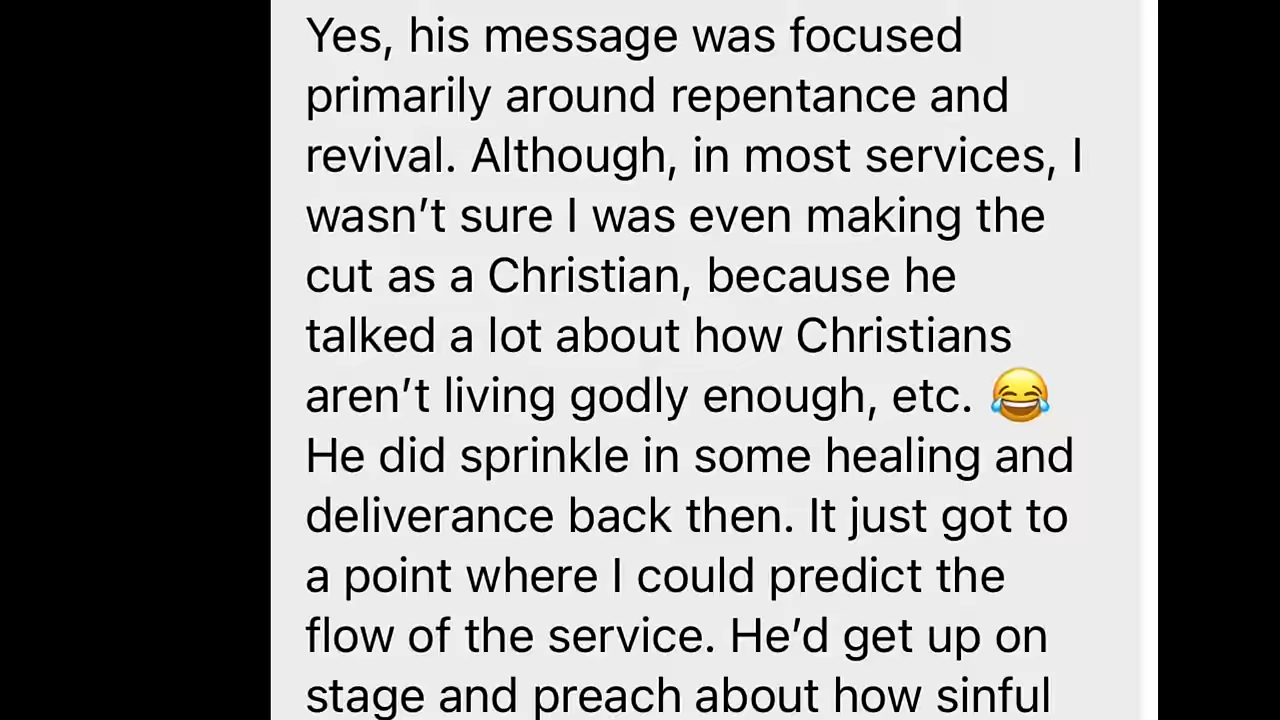 Yes, his message was focused
primarily around repentance and
revival. Although, in most services, I
wasn’t sure I was even making the
cut as a Christian, because he
talked a lot about how Christians
aren’t living godly enough, etc. 😂
He did sprinkle in some healing and
deliverance back then. It just got to
a point where I could predict the
flow of the service. He’d get up on
stage and preach about how sinful